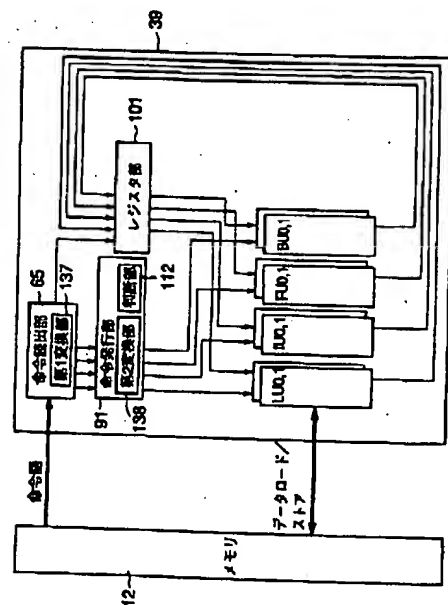 39
65
命令読出部
第1変換部
137
レジスタ部
101
91
命令発行部
第2変換部
判断部
112
138
LU0,1
IU0,1
FU0,1
BU0,1
命令語
データロード/
ストア
メモリ
12